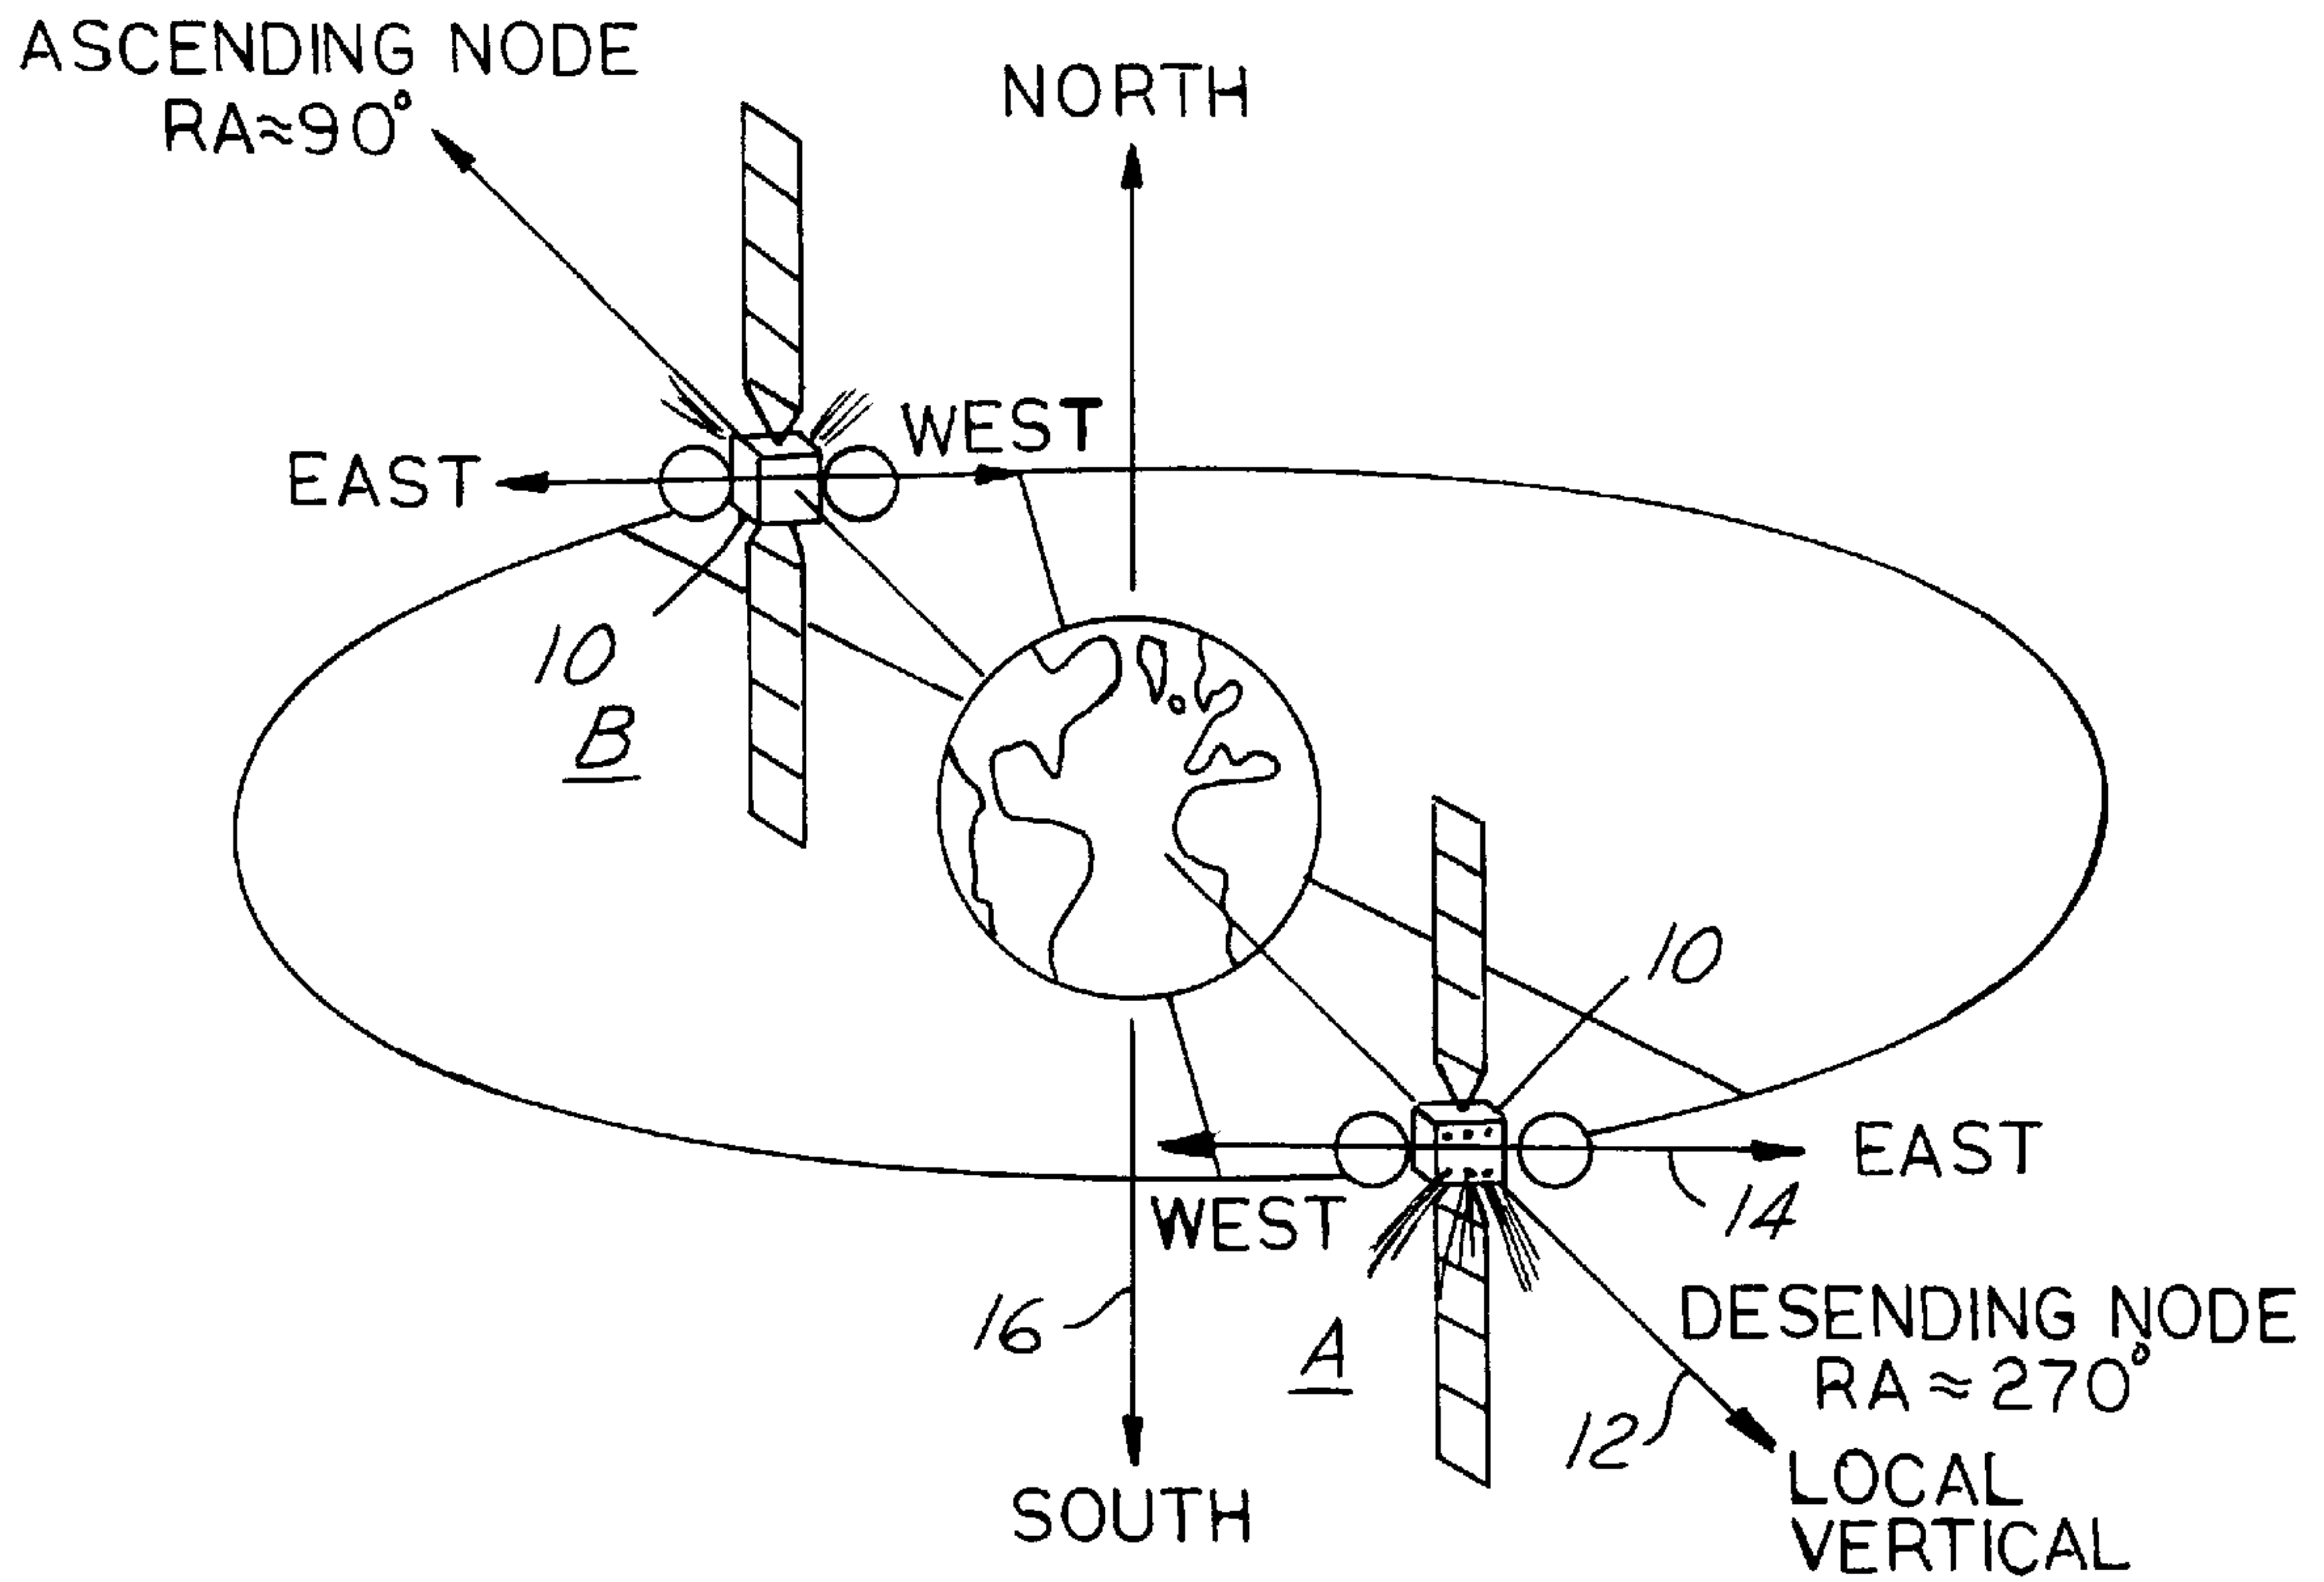 ASCENDING NODE
RA≈90°
NORTH
WEST
EAST
10
B
10
EAST
14
WEST
16
A
DESENDING NODE
RA≈270°
12
LOCAL
VERTICAL
SOUTH